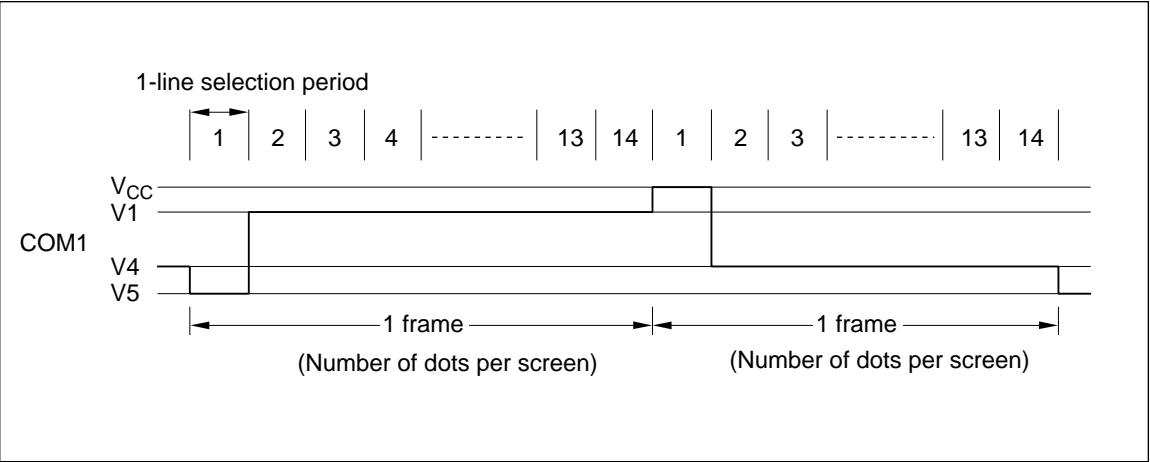 1-line selection period
1 2 3 4 13 14 1 2 3 13 14
VCC
V1
COM1
V4
V5
1 frame 1 frame
(Number of dots per screen) (Number of dots per screen)